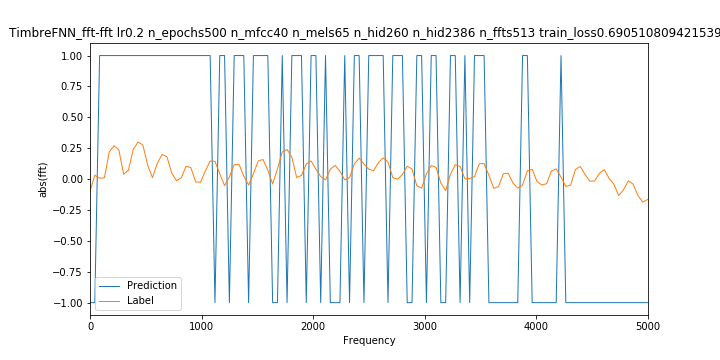 TimbreFNN_fft-fft lr0.2 n_epochs500 n_mfcc40 n_mels65 n_hid260 n_hid2386 n_ffts513 train_loss0.690510809421539
1.00
0.75
0.50
0.25
0.00
−0.25
−0.50
−0.75
−1.00
abs(fft)
Prediction
Label
0 1000 2000 3000 4000 5000
Frequency